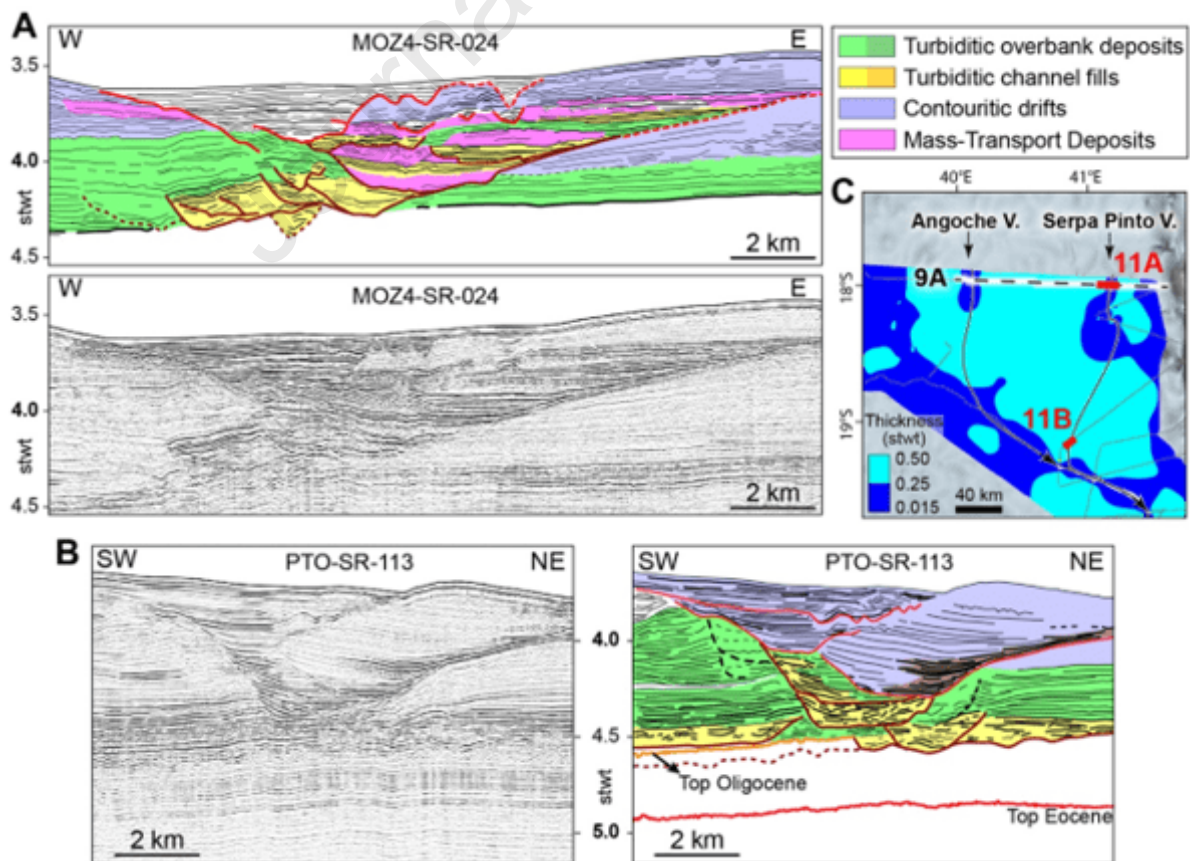 A
W
MOZ4-SR-024
E
3.5
4.0
stwt
4.5
2 km
Turbiditic overbank deposits
Turbiditic channel fills
Contouritic drifts
Mass-Transport Deposits
W
MOZ4-SR-024
E
3.5
4.0
stwt
4.5
2 km
C
40°E
41°E
Angoche V.
Serpa Pinto V.
11A
9A
18°S
11B
19°S
Thickness
(stwt)
0.50
0.25
0.015
40 km
B
SW
PTO-SR-113
NE
2 km
SW
PTO-SR-113
NE
4.0
4.5
stwt
5.0
Top Oligocene
Top Eocene
2 km